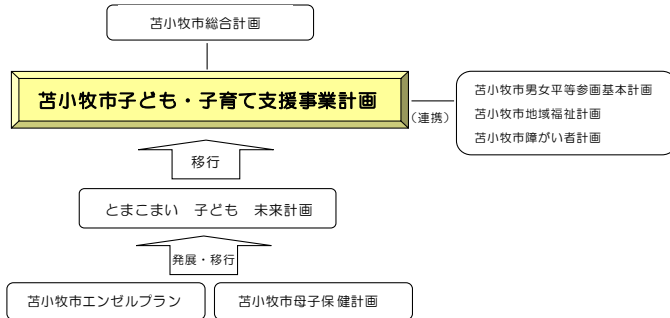 苫小牧市総合計画
苫小牧市子ども・子育て支援事業計画
(連携)
苫小牧市男女平等参画基本計画
苫小牧市地域福祉計画
苫小牧市障がい者計画
移行
とまこまい 子ども 未来計画
発展・移行
苫小牧市エンゼルプラン
苫小牧市母子保健計画